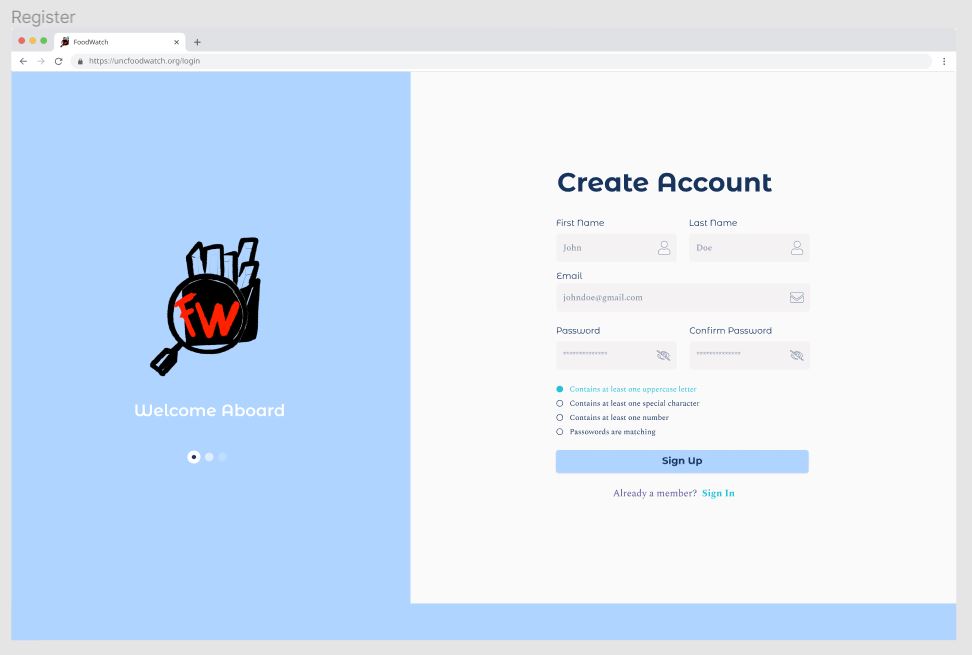 Register
FoodWatch
https://uncfoodwatch.org/login
FW
Welcome Aboard
Create Account
First Name
Last Name
John
Doe
Email
johndoe@gmail.com
Password
Confirm Password
**************
**************
Contains at least one uppercase letter
Contains at least one special character
Contains at least one number
Passowords are matching
Sign Up
Already a member? Sign In